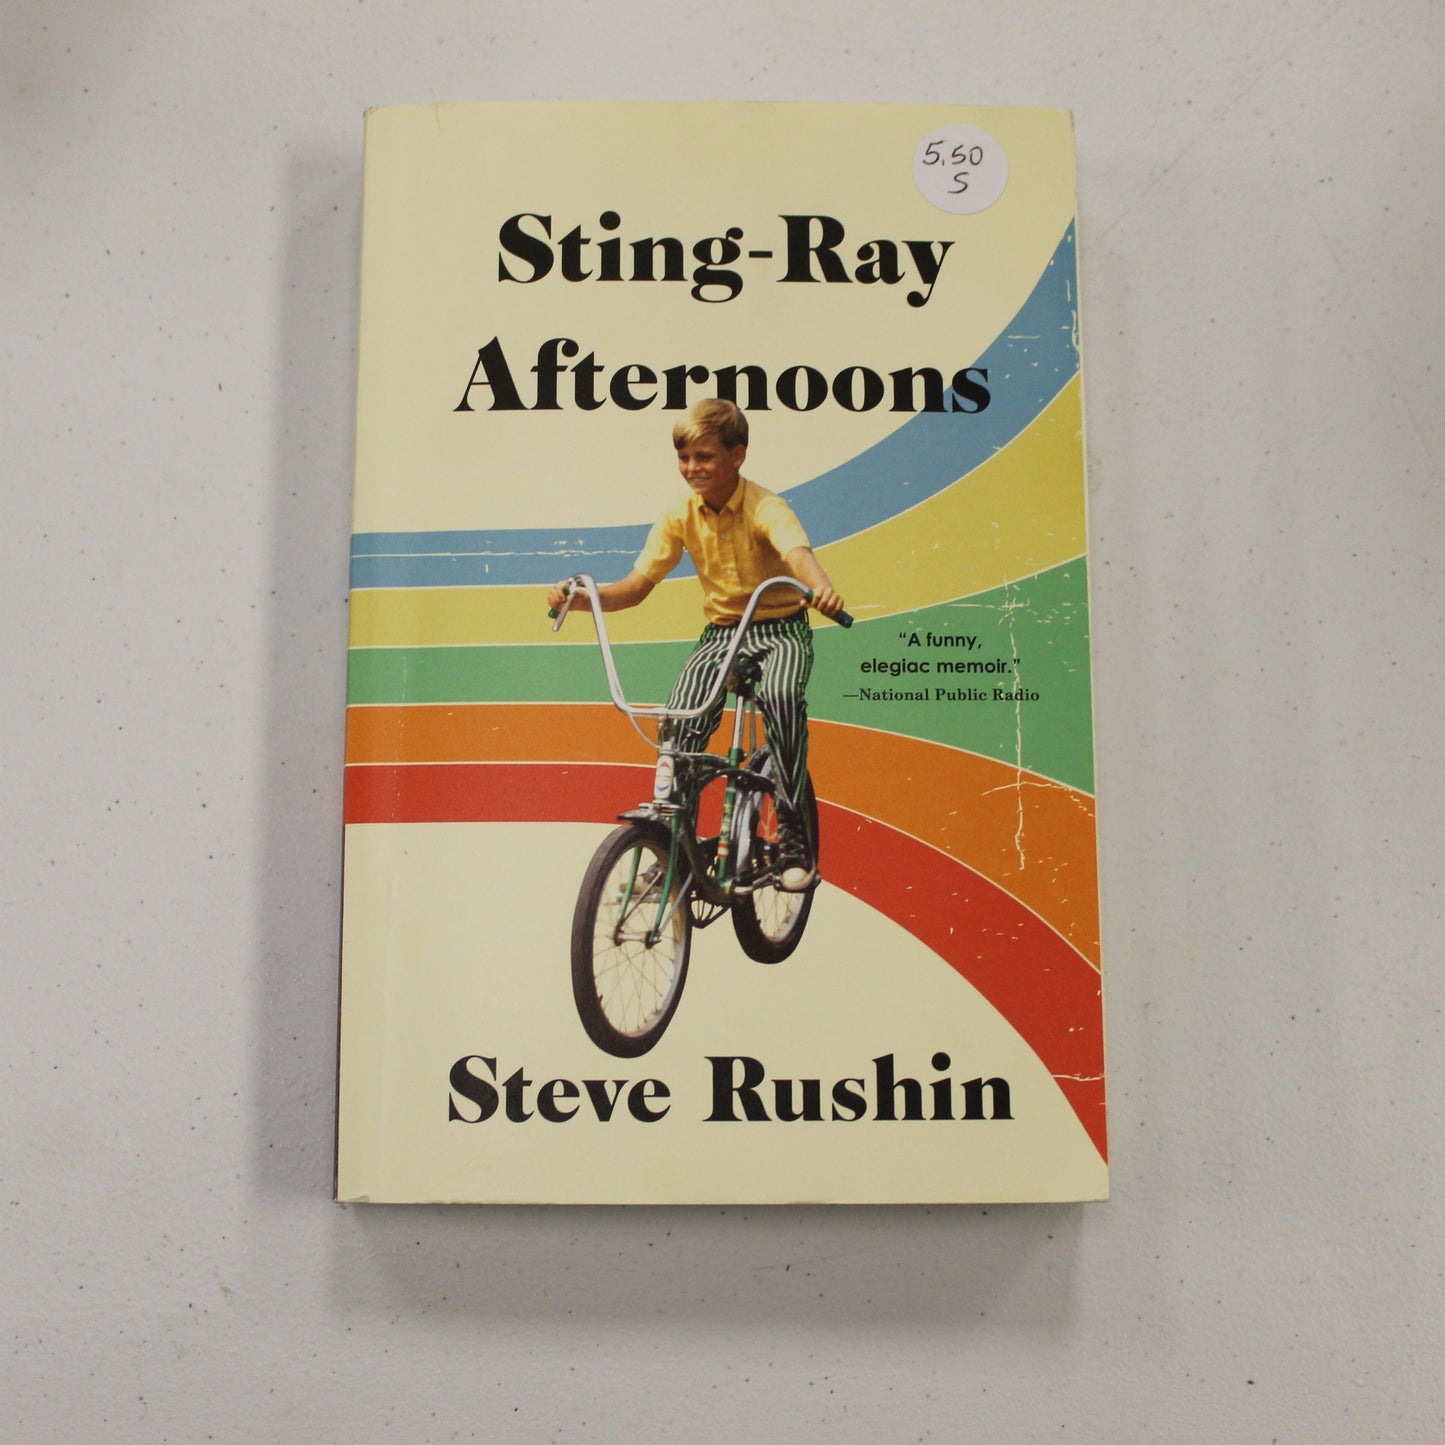 5.50
S
Sting-Ray
Afternoons
“A funny,
elegiac memoir.”
—National Public Radio
Steve Rushin